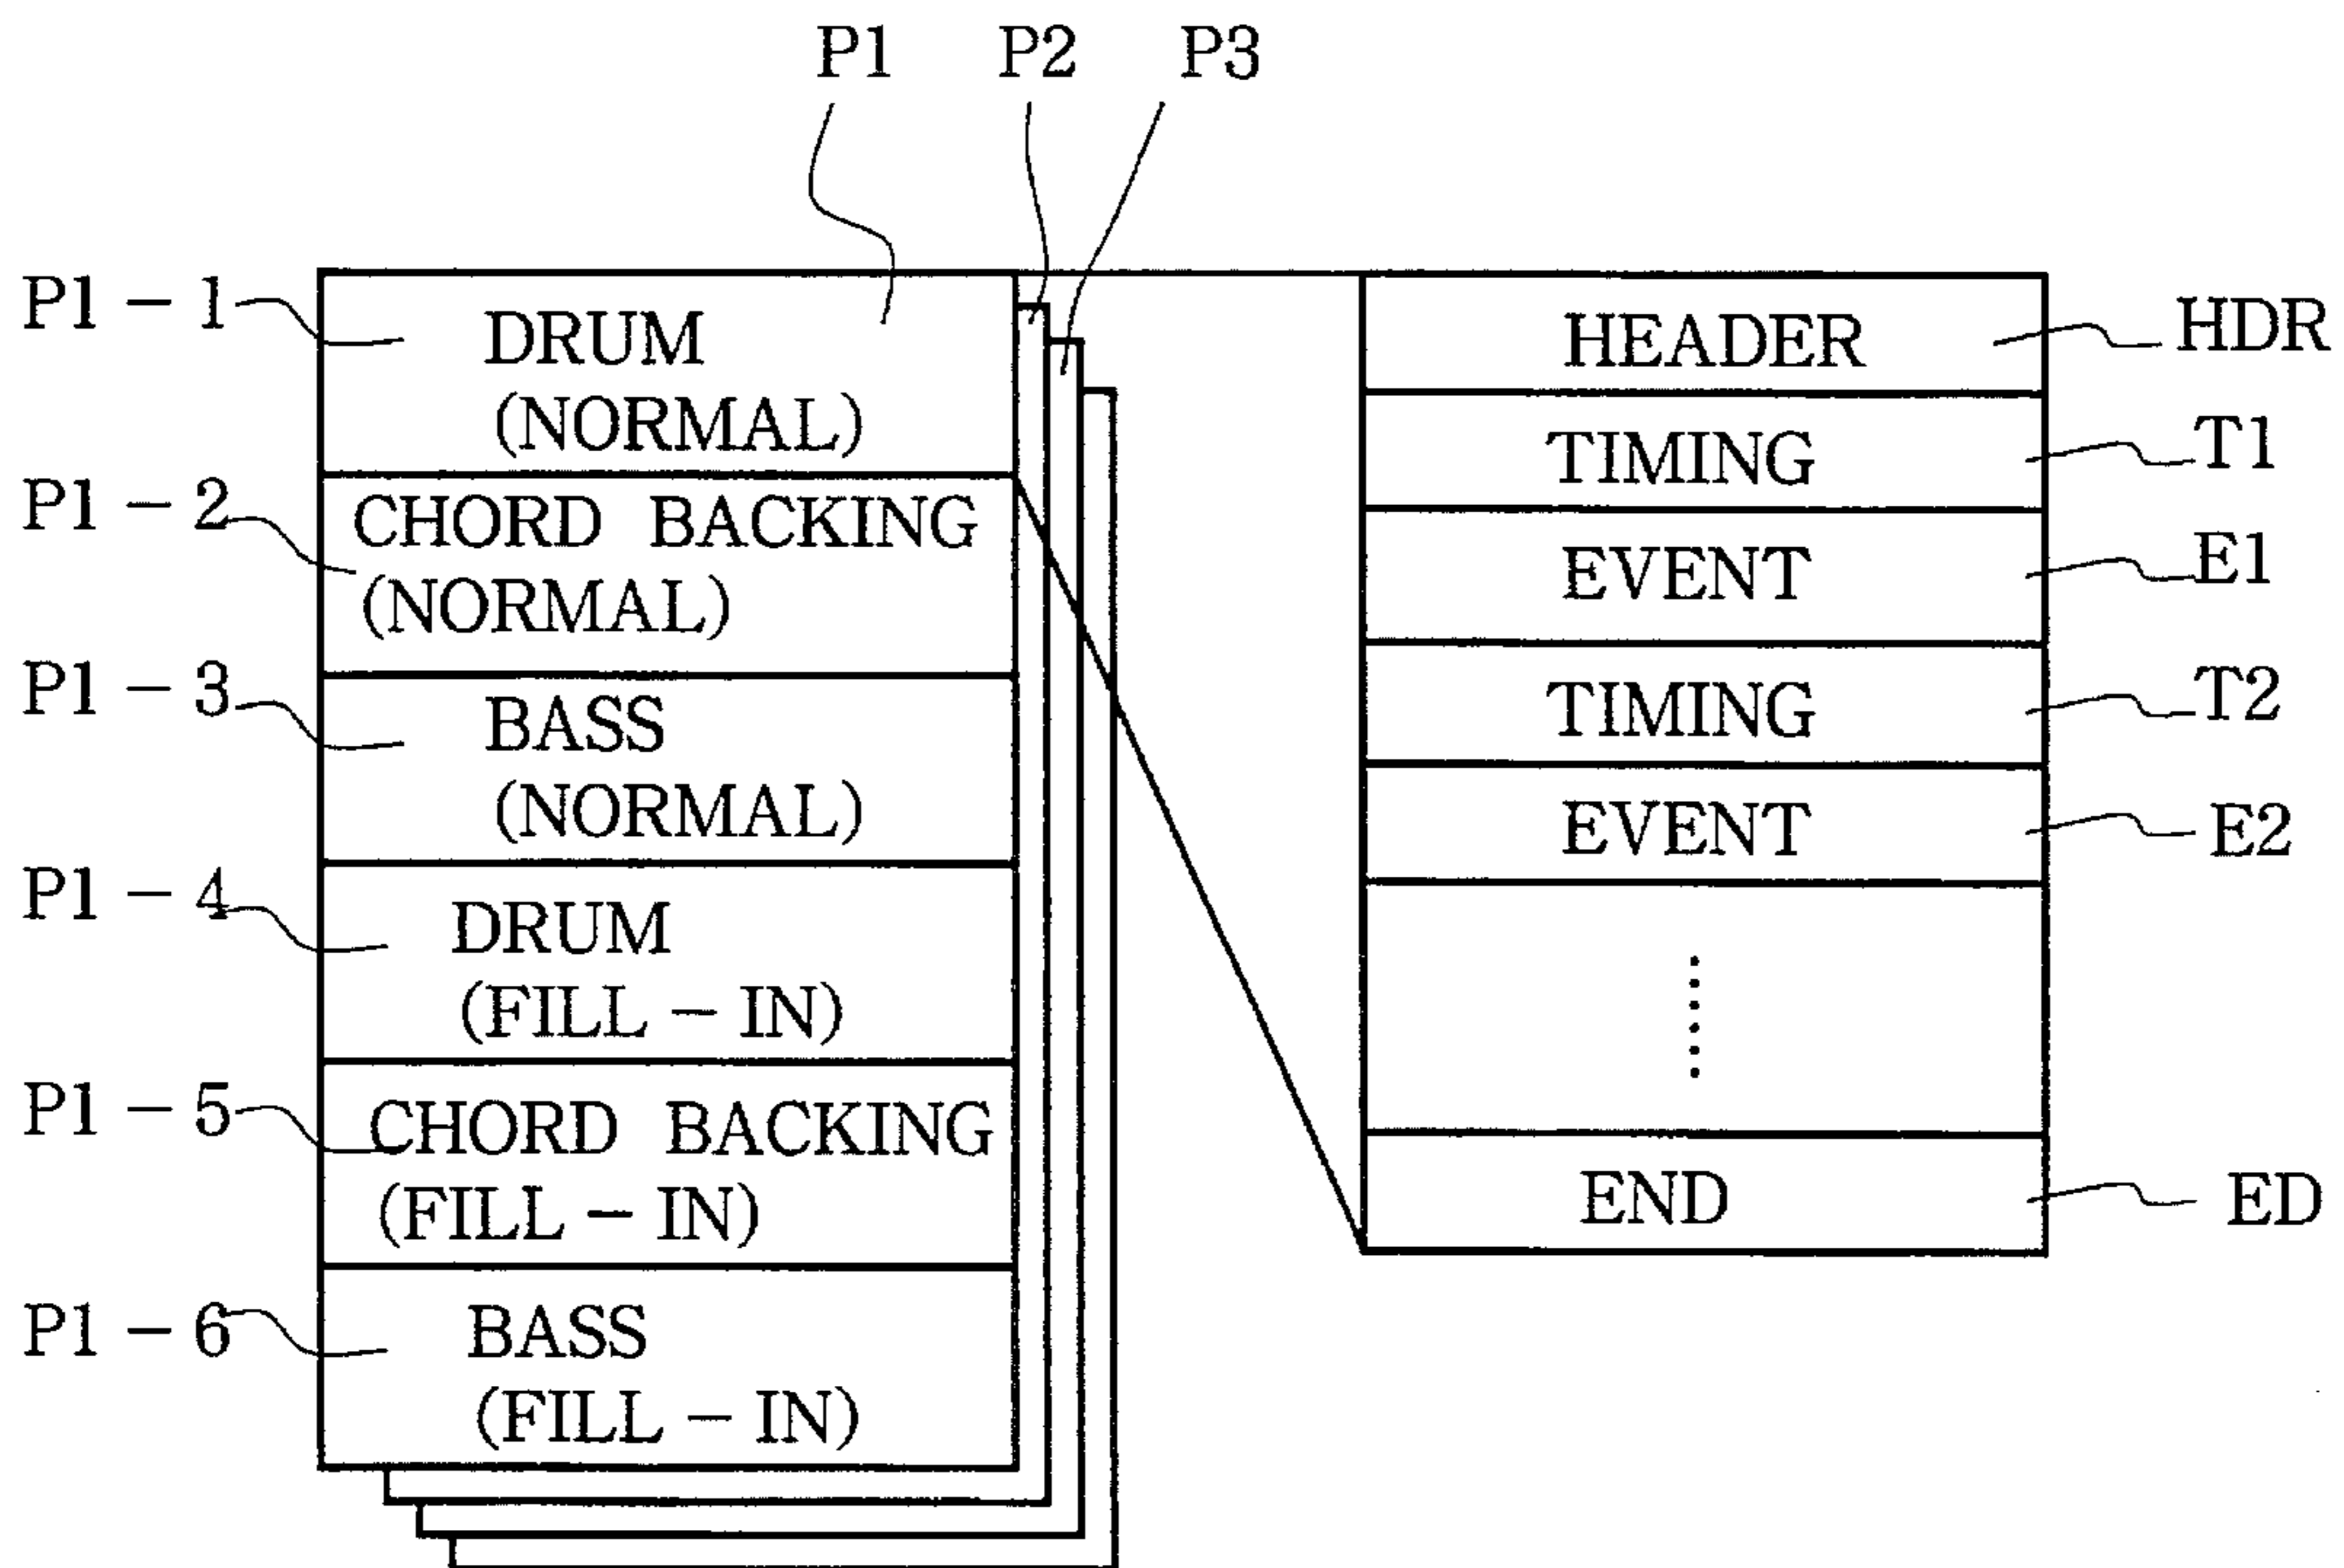 P1 P2 P3
P1 - 1
DRUM
(NORMAL)
P1 - 2
CHORD BACKING
(NORMAL)
P1 - 3
BASS
(NORMAL)
P1 - 4
DRUM
(FILL - IN)
P1 - 5
CHORD BACKING
(FILL - IN)
P1 - 6
BASS
(FILL - IN)
HEADER HDR
TIMING T1
EVENT E1
TIMING T2
EVENT E2
END ED